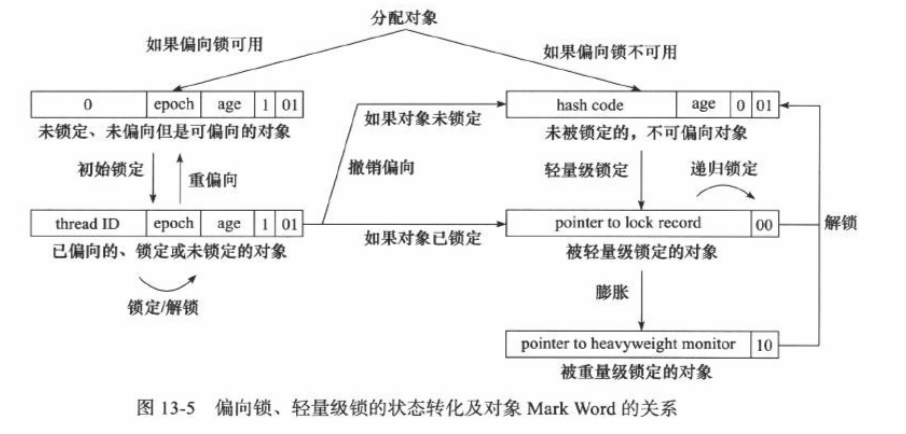 分配对象
如果偏向锁可用
如果偏向锁不可用
0 epoch age 1 01
hash code age 0 01
未锁定、未偏向但是可偏向的对象
如果对象未锁定
未被锁定的，不可偏向对象
初始锁定
重偏向
撤销偏向
轻量级锁定
递归锁定
thread ID epoch age 1 01
pointer to lock record 00
解锁
已偏向的、锁定或未锁定的对象
如果对象已锁定
被轻量级锁定的对象
锁定/解锁
膨胀
pointer to heavyweight monitor 10
被重量级锁定的对象
图 13-5 偏向锁、轻量级锁的状态转化及对象 Mark Word 的关系